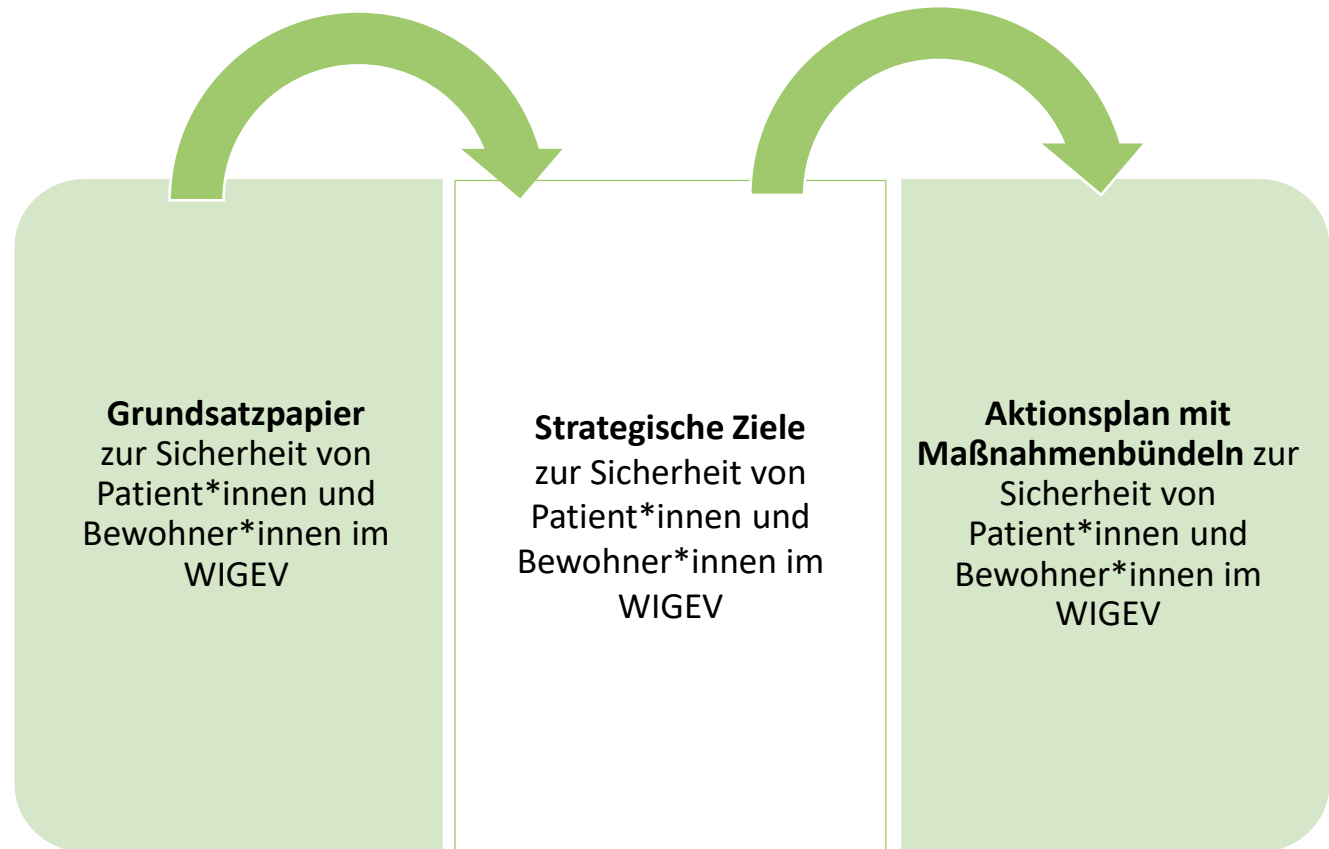 Grundsatzpapier
zur Sicherheit von
Patient*innen und
Bewohner*innen im
WIGEV
Strategische Ziele
zur Sicherheit von
Patient*innen und
Bewohner*innen im
WIGEV
Aktionsplan mit
Maßnahmenbündeln zur
Sicherheit von
Patient*innen und
Bewohner*innen im
WIGEV